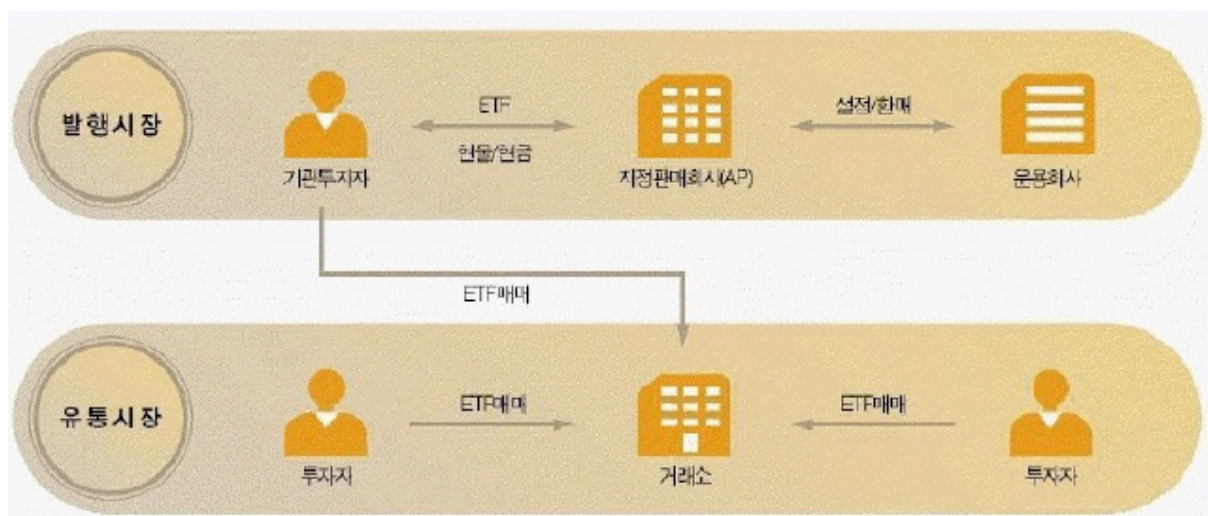 발행시장
ETF
현물/현금
설정/환매
기관투자자
지정판매회사(AP)
운용회사
ETF매매
유통시장
ETF매매
ETF매매
투자자
거래소
투자자